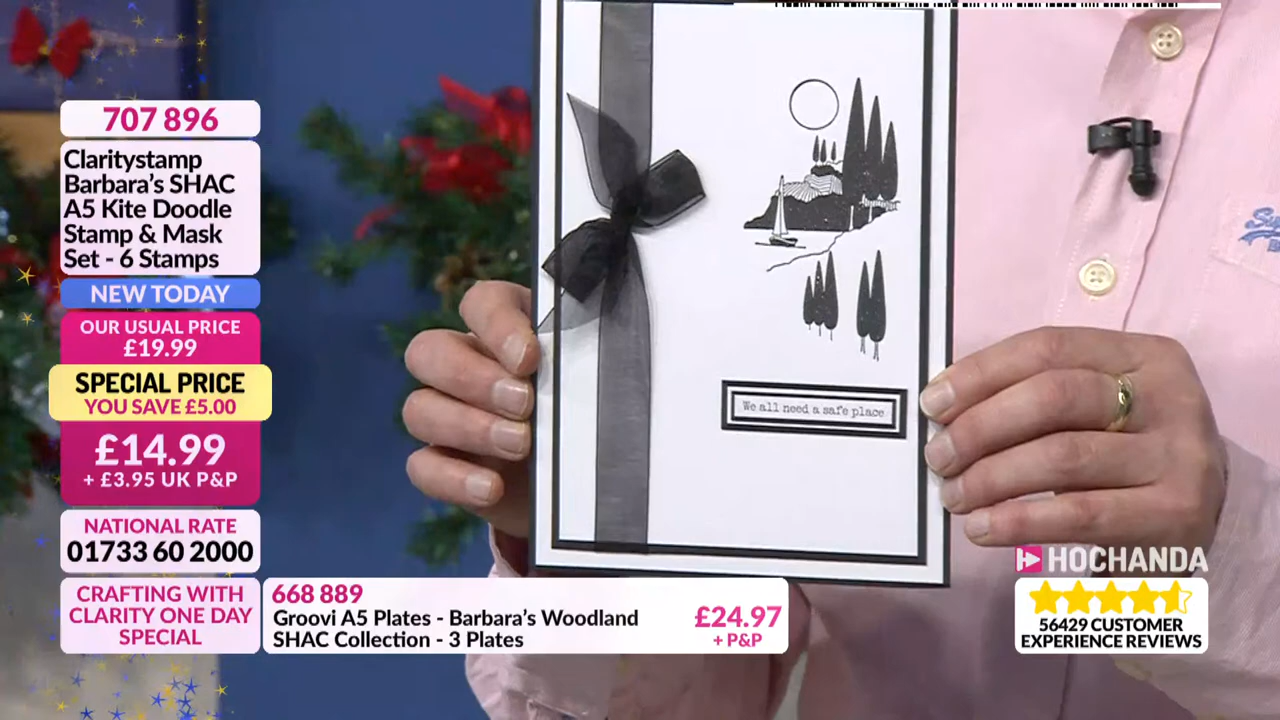 707 896
Claritystamp
Barbara's SHAC
A5 Kite Doodle
Stamp & Mask
Set - 6 Stamps
NEW TODAY
OUR USUAL PRICE
£19.99
SPECIAL PRICE
YOU SAVE £5.00
£14.99
+ £3.95 UK P&P
NATIONAL RATE
01733 60 2000
CRAFTING WITH
CLARITY ONE DAY
SPECIAL
668 889
Groovi A5 Plates - Barbara's Woodland
SHAC Collection - 3 Plates
£24.97
+ P&P
We all need a safe place
HOCHANDA
56429 CUSTOMER
EXPERIENCE REVIEWS